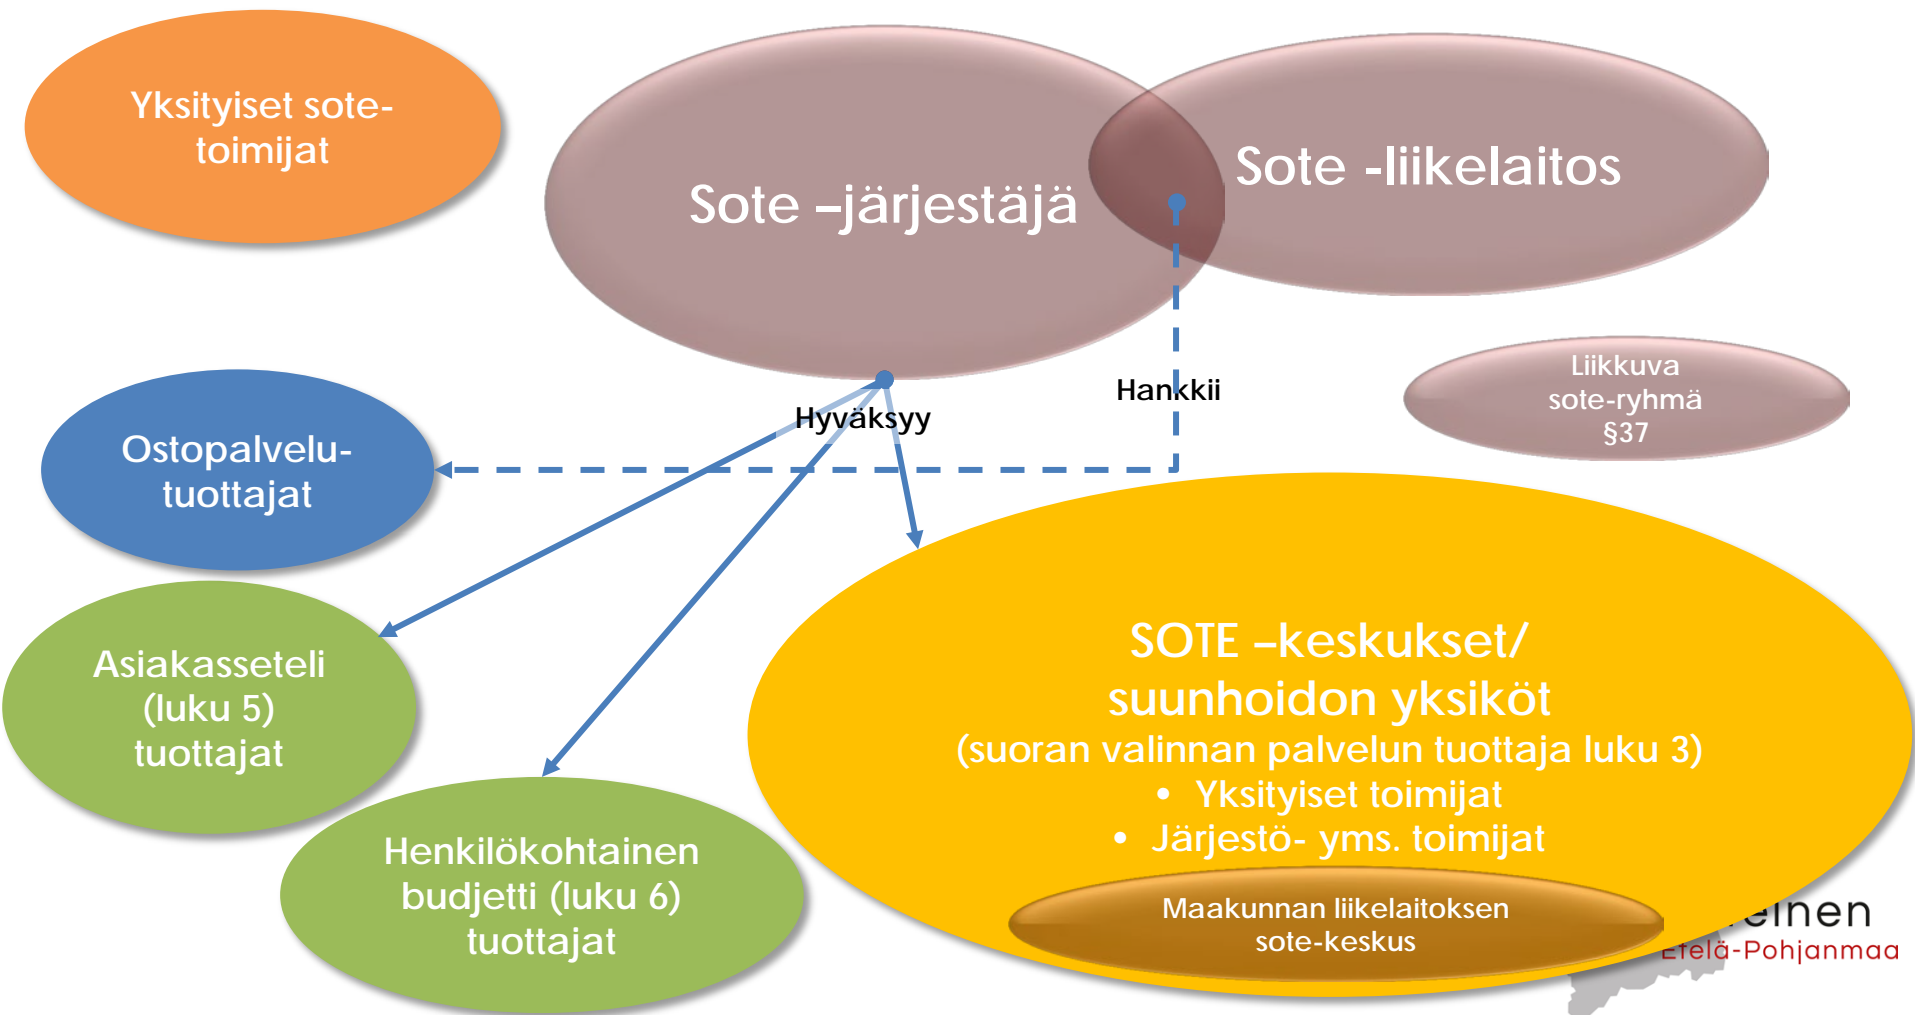 Yksityiset sote-
toimijat
Sote –järjestäjä
Sote -liikelaitos
Liikkuva
sote-ryhmä
§37
Hankkii
Hyväksyy
Ostopalvelu-
tuottajat
Asiakasseteli
(luku 5)
tuottajat
Henkilökohtainen
budjetti (luku 6)
tuottajat
SOTE –keskukset/
suunhoidon yksiköt
(suoran valinnan palvelun tuottaja luku 3)
• Yksityiset toimijat
• Järjestö- yms. toimijat
Maakunnan liikelaitoksen
sote-keskus
Etelä-Pohjanmaa